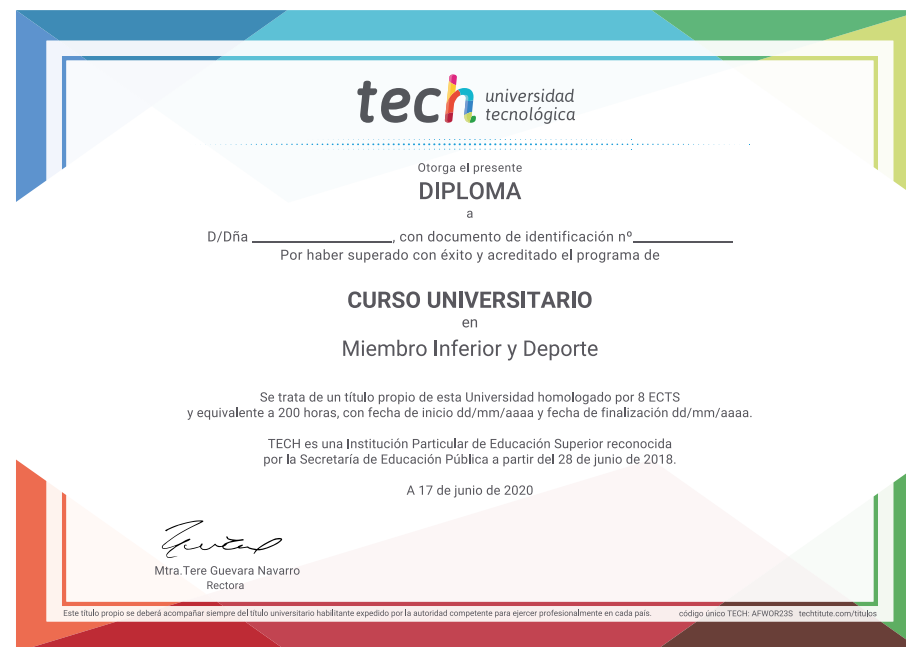 tech universidad
tecnológica
Otorga el presente
DIPLOMA
a
D/Dña ____________________, con documento de identificación nº______________
Por haber superado con éxito y acreditado el programa de
CURSO UNIVERSITARIO
en
Miembro Inferior y Deporte
Se trata de un título propio de esta Universidad homologado por 8 ECTS
y equivalente a 200 horas, con fecha de inicio dd/mm/aaaa y fecha de finalización dd/mm/aaaa.
TECH es una Institución Particular de Educación Superior reconocida
por la Secretaría de Educación Pública a partir del 28 de junio de 2018.
A 17 de junio de 2020
Mtra.Tere Guevara Navarro
Rectora
Este título propio se deberá acompañar siempre del título universitario habilitante expedido por la autoridad competente para ejercer profesionalmente en cada país. código único TECH: AFWOR23S techtitute.com/titulos